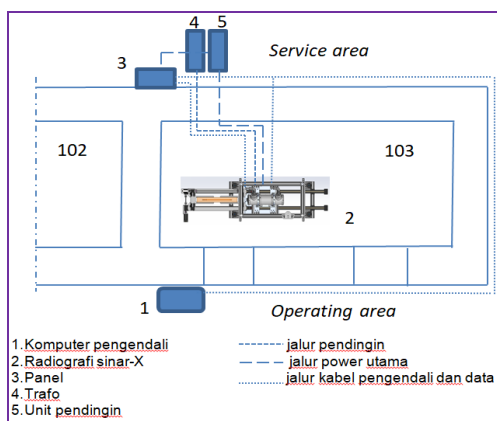 4 5
Service area
3
102
103
2
1
Operating area
1.Komputer pengendali
2.Radiografi sinar-X
3.Panel
4.Trafo
5.Unit pendingin
jalur pendingin
jalur power utama
jalur kabel pengendali dan data